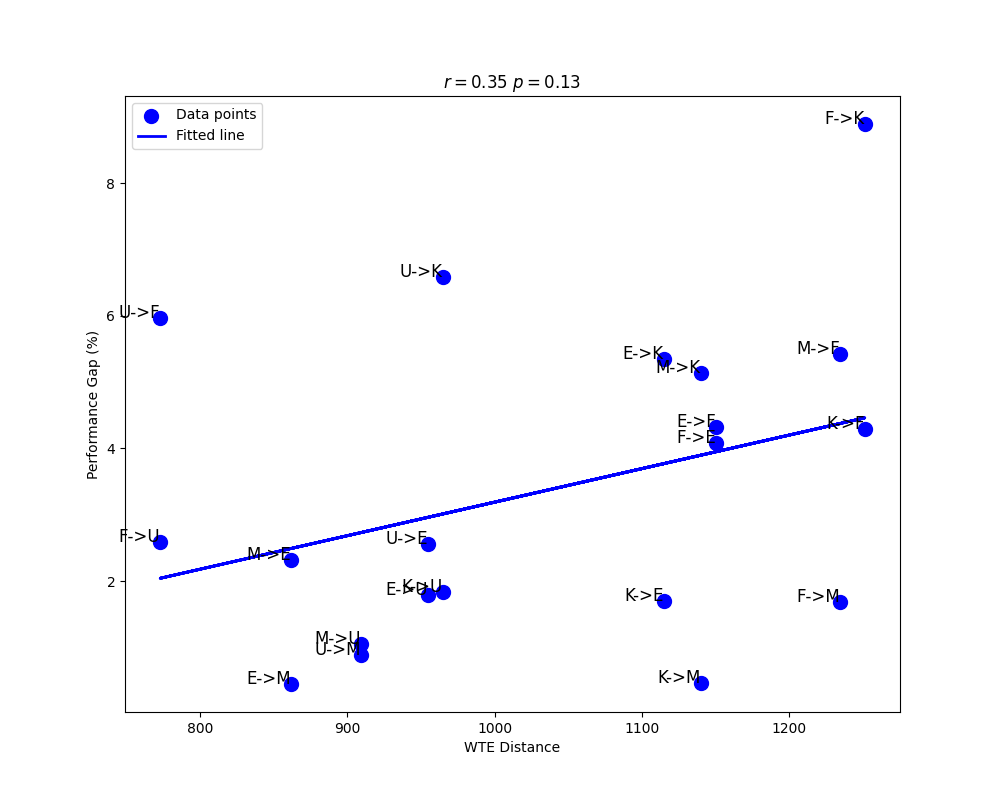 r = 0.35 p = 0.13
Data points
Fitted line
F->K
U->K
U->F
E->K
M->K
M->F
E->F
F->E
K->F
F->U
M->E
U->E
E->U
K->U
K->E
F->M
M->U
U->M
E->M
K->M
8
6
4
2
Performance Gap (%)
800
900
1000
1100
1200
WTE Distance